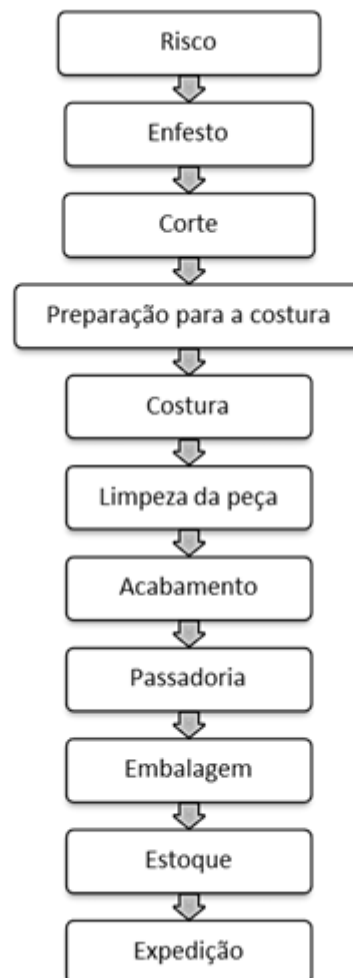 Risco
Enfesto
Corte
Preparação para a costura
Costura
Limpeza da peça
Acabamento
Passadoria
Embalagem
Estoque
Expedição